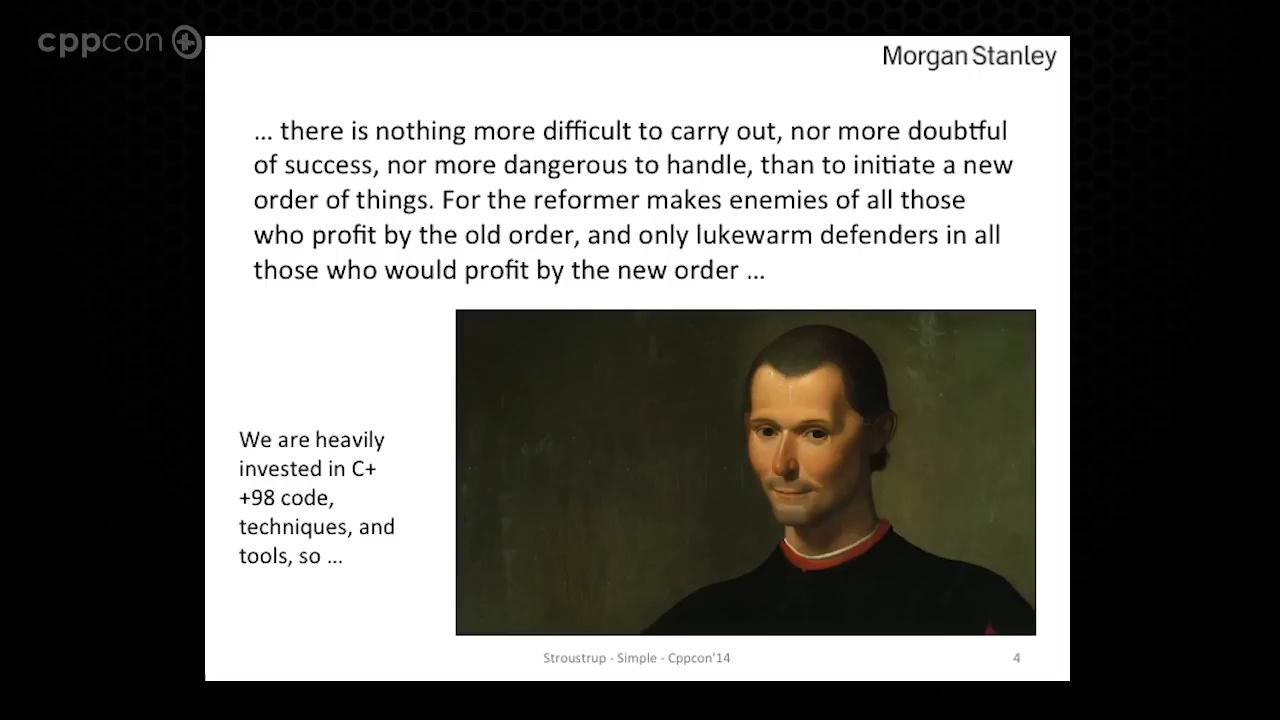 cppcon
Morgan Stanley
... there is nothing more difficult to carry out, nor more doubtful
of success, nor more dangerous to handle, than to initiate a new
order of things. For the reformer makes enemies of all those
who profit by the old order, and only lukewarm defenders in all
those who would profit by the new order ...
We are heavily
invested in C+
+98 code,
techniques, and
tools, so ...
Stroustrup - Simple - Cppcon'14
4